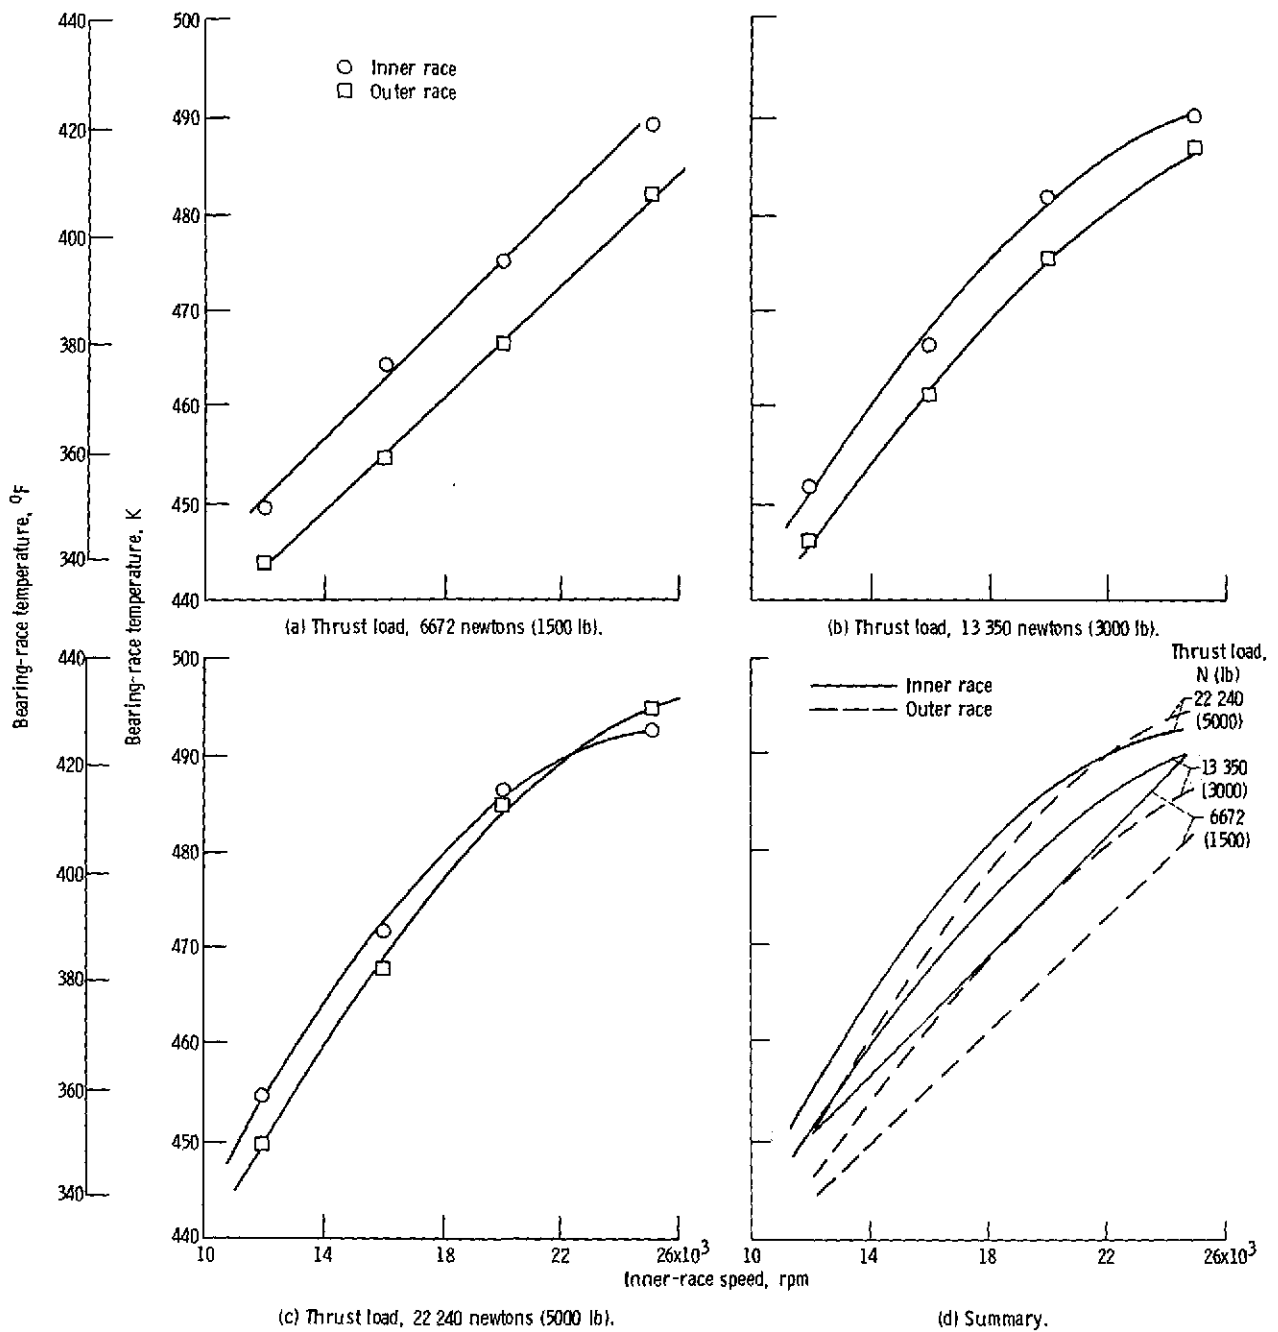 440
420
400
380
360
340
Bearing-race temperature, °F
500
490
480
470
460
450
440
Bearing-race temperature, K
Inner race
Outer race
(a) Thrust load, 6672 newtons (1500 lb).
(b) Thrust load, 13 350 newtons (3000 lb).
440
420
400
380
360
340
500
490
480
470
460
450
440
10 14 18 22 26x10³
(c) Thrust load, 22 240 newtons (5000 lb).
Inner race
Outer race
Thrust load,
N (lb)
22 240
(5000)
13 350
(3000)
6672
(1500)
10 14 18 22 26x10³
Inner-race speed, rpm
(d) Summary.